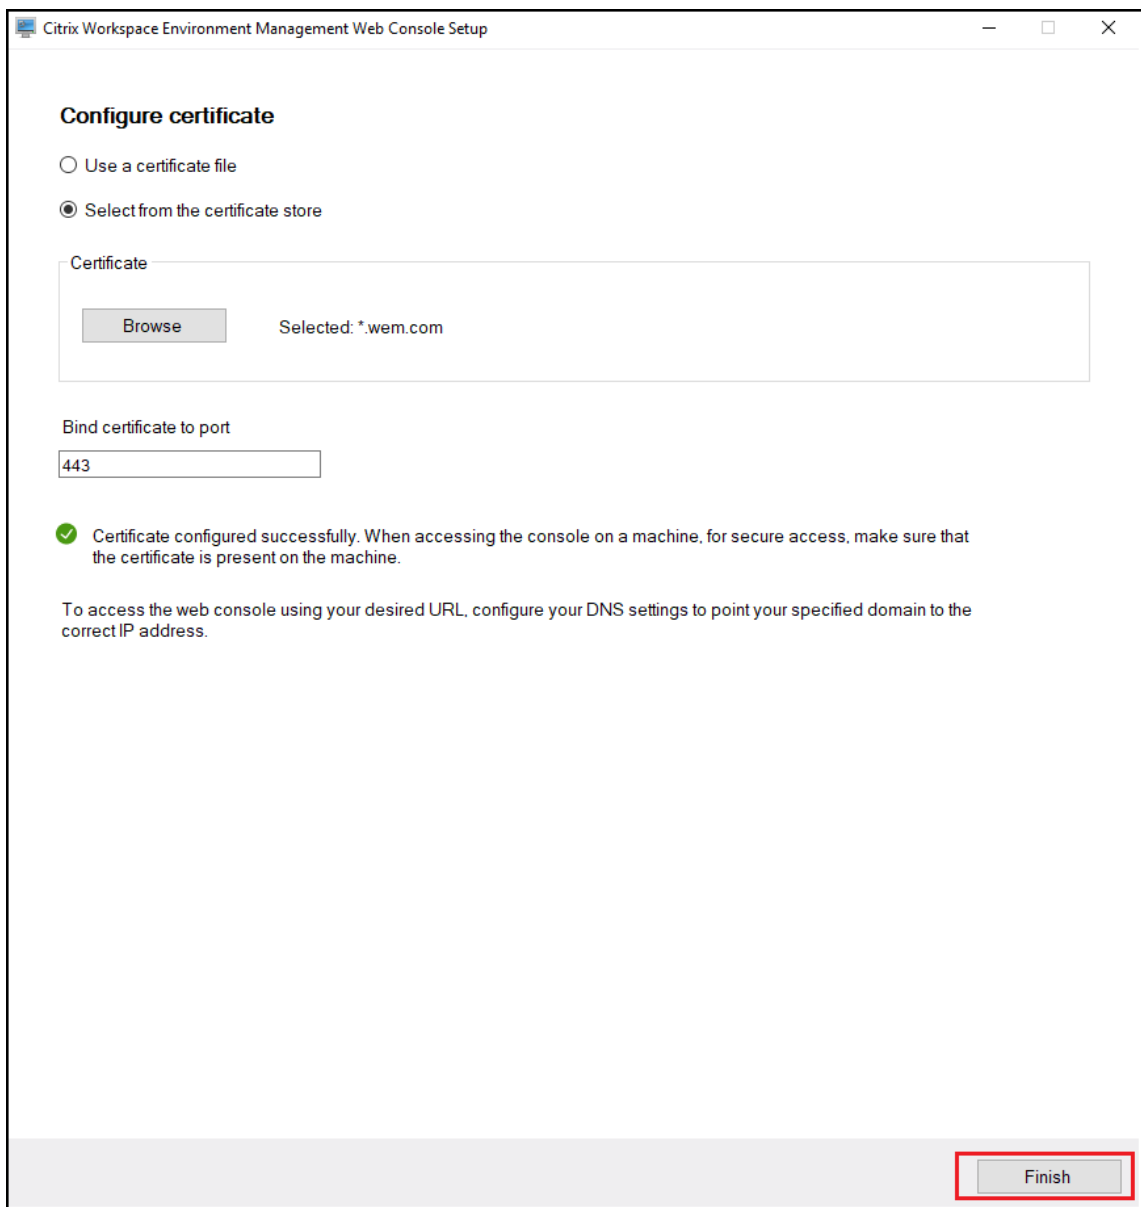 Citrix Workspace Environment Management Web Console Setup
Configure certificate
Use a certificate file
Select from the certificate store
Certificate
Browse
Selected: *.wem.com
Bind certificate to port
443
Certificate configured successfully. When accessing the console on a machine, for secure access, make sure that
the certificate is present on the machine.
To access the web console using your desired URL, configure your DNS settings to point your specified domain to the
correct IP address.
Finish